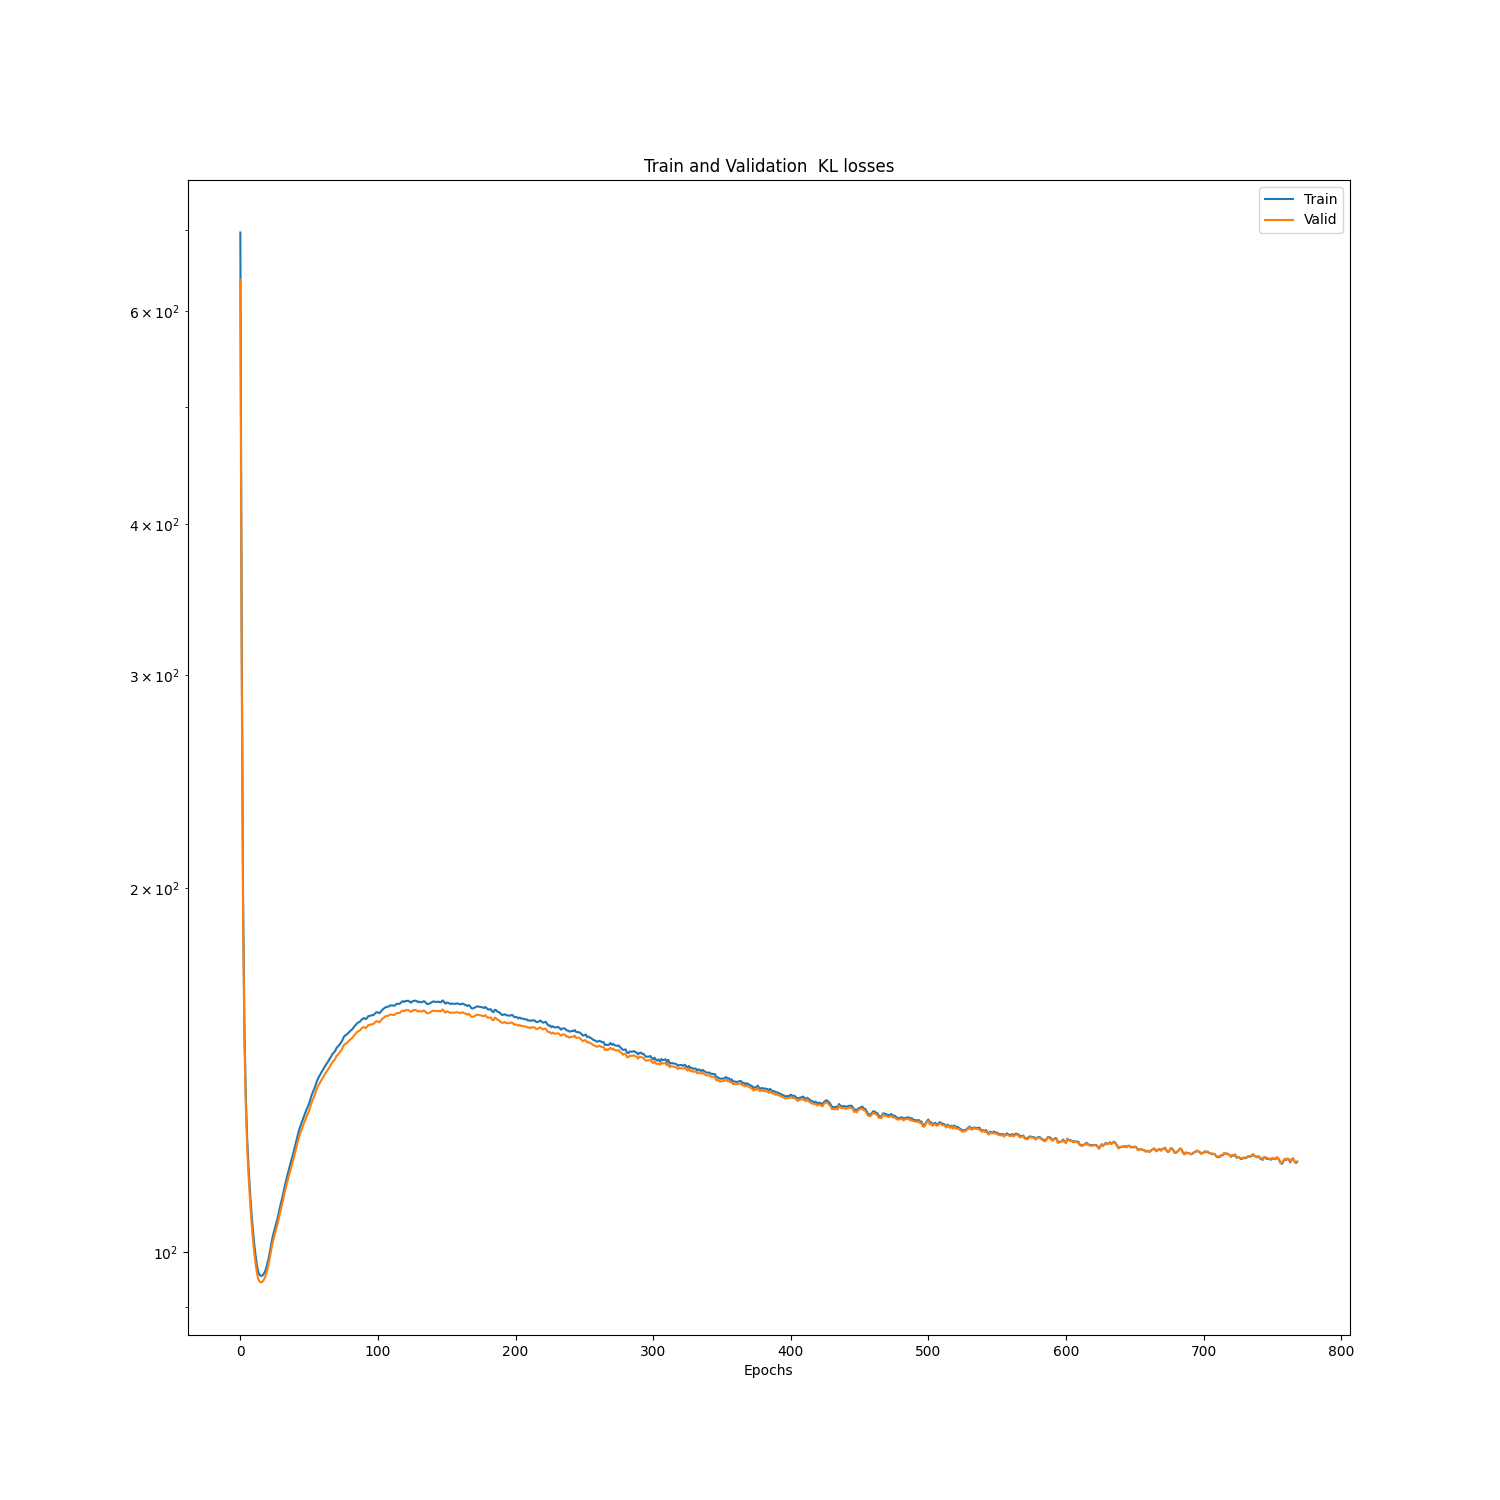 Train and Validation  KL losses
Train
Valid
6 × 10²
4 × 10²
3 × 10²
2 × 10²
10²
0 100 200 300 400 500 600 700 800
Epochs